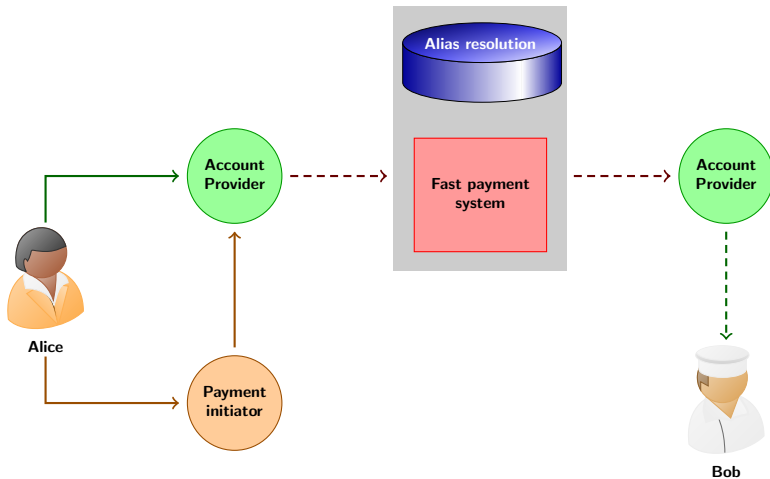 Alias resolution
Account
Provider
Fast payment
system
Account
Provider
Alice
Payment
initiator
Bob